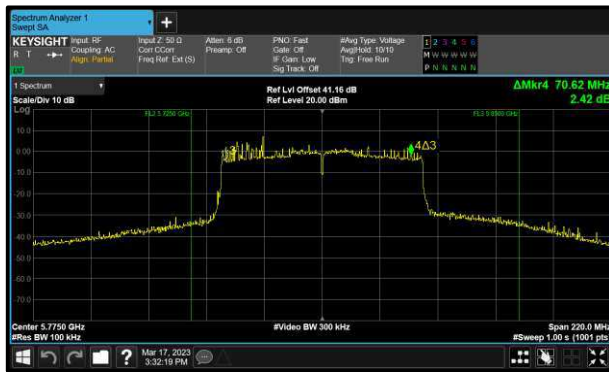 Spectrum Analyzer 1
Swept SA
KEYSIGHT
R T
Input: RF
Coupling: AC
Align: Partial
Input Z: 50 Ω
Corr CCorr
Freq Ref: Ext (S)
Atten: 6 dB
Preamp: Off
PNO: Fast
Gate: Off
IF Gain: Low
Sig Track: Off
#Avg Type: Voltage
Avg|Hold: 10/10
Trig: Free Run
1 2 3 4 5 6
M W W W W W
P N N N N N
1 Spectrum
Scale/Div 10 dB
Ref Lvl Offset 41.16 dB
Ref Level 20.00 dBm
ΔMkr4 70.62 MHz
2.42 dB
Log
10.0
0.00
-10.0
-20.0
-30.0
-40.0
-50.0
-60.0
-70.0
3
4Δ3
Center 5.7750 GHz
#Res BW 100 kHz
#Video BW 300 kHz
Span 220.0 MHz
#Sweep 1.00 s (1001 pts)
?
Mar 17, 2023
3:32:19 PM